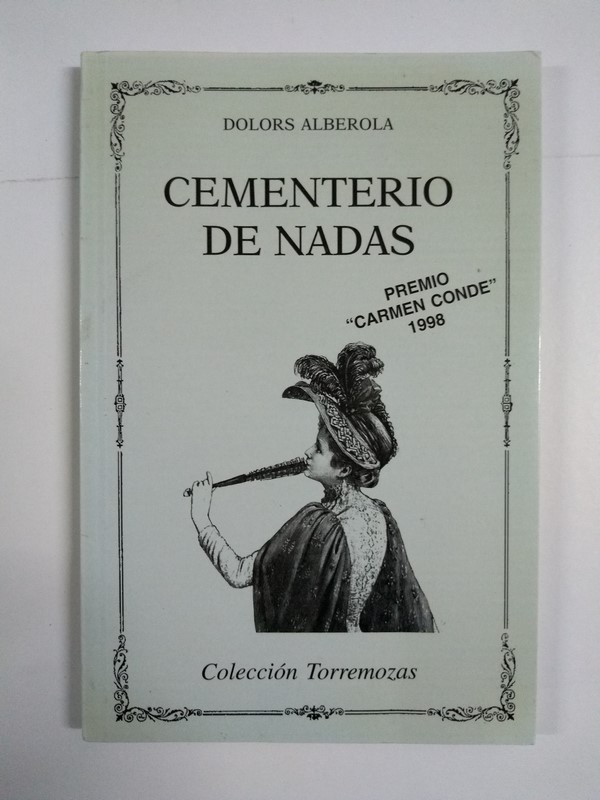 DOLORS ALBEROLA
CEMENTERIO
DE NADAS
PREMIO
"CARMEN CONDE"
1998
Colección Torremozas